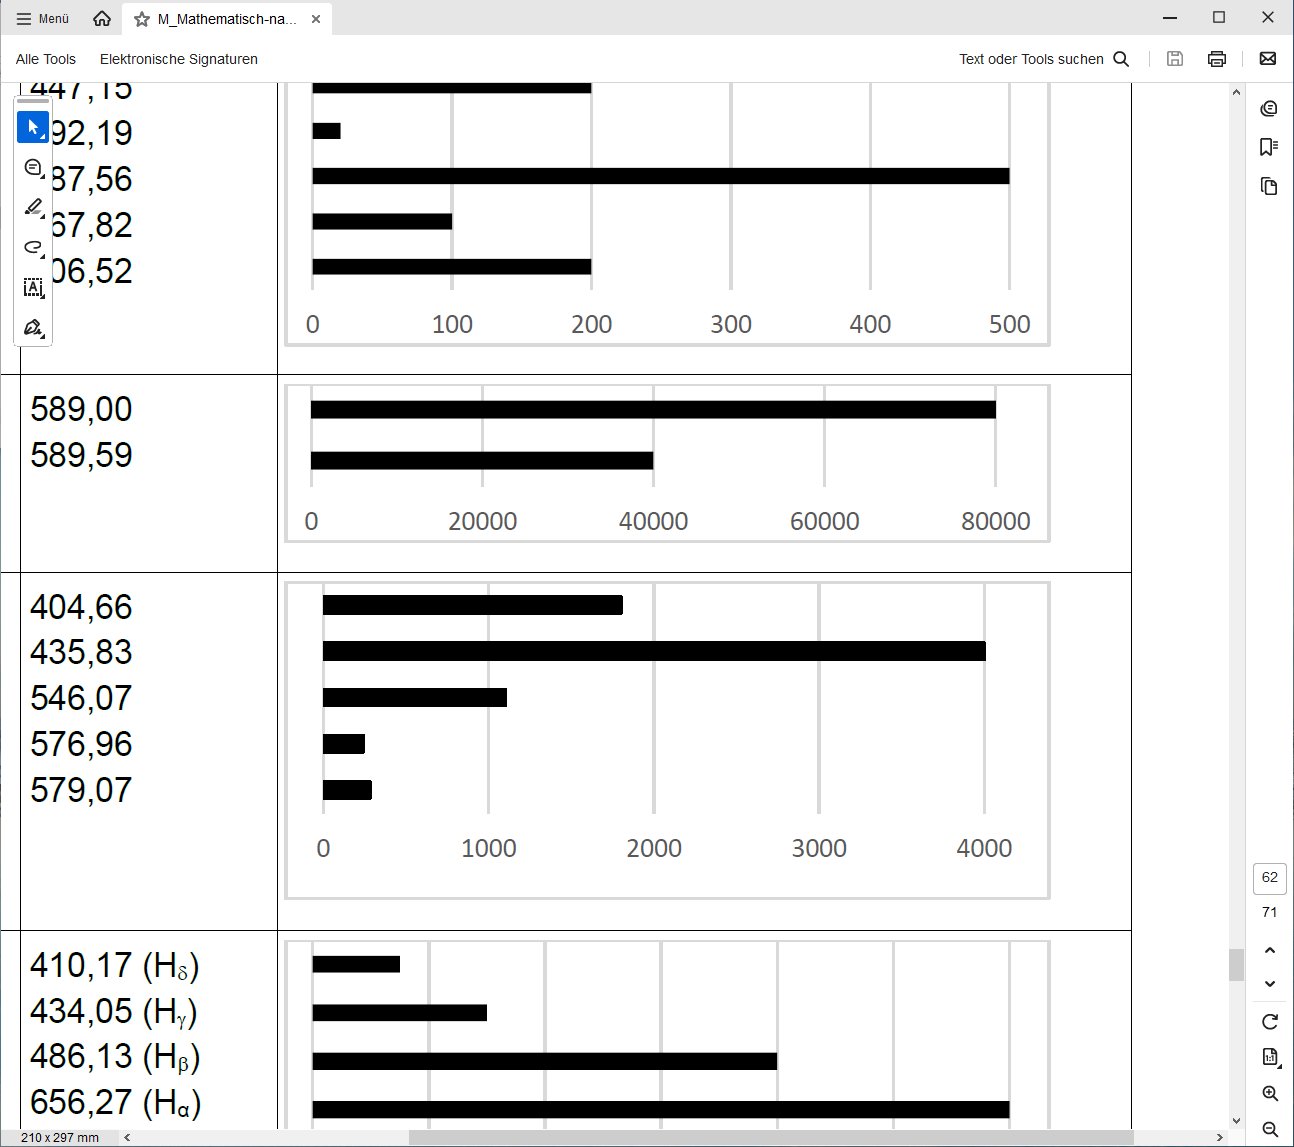 Menü
M_Mathematisch-na...
Alle Tools Elektronische Signaturen
Text oder Tools suchen
447,15
92,19
87,56
67,82
06,52
0 100 200 300 400 500
589,00
589,59
0 20000 40000 60000 80000
404,66
435,83
546,07
576,96
579,07
0 1000 2000 3000 4000
410,17 (Hδ)
434,05 (Hγ)
486,13 (Hβ)
656,27 (Hα)
62
71
210 x 297 mm